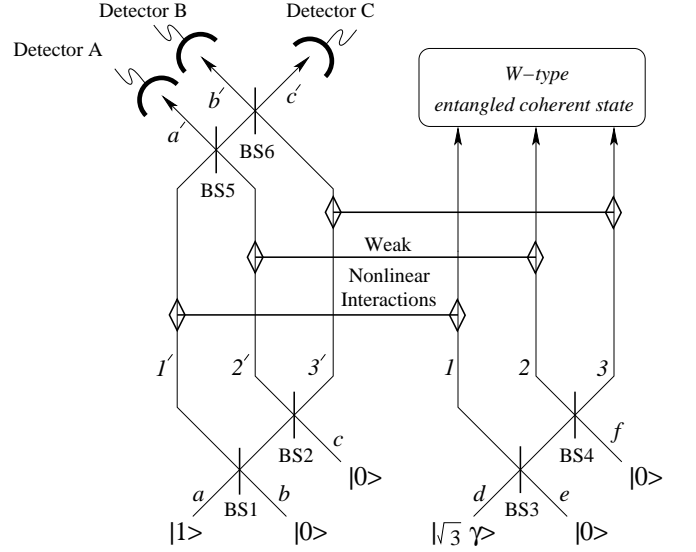 Detector B
Detector C
Detector A
W−type
entangled coherent state
b′
c′
a′
BS6
BS5
Weak
Nonlinear
Interactions
1′
2′
3′
1
2
3
c
f
BS2
BS4
|0>
|0>
a
b
d
e
BS1
BS3
|1>
|0>
|√3 γ>
|0>